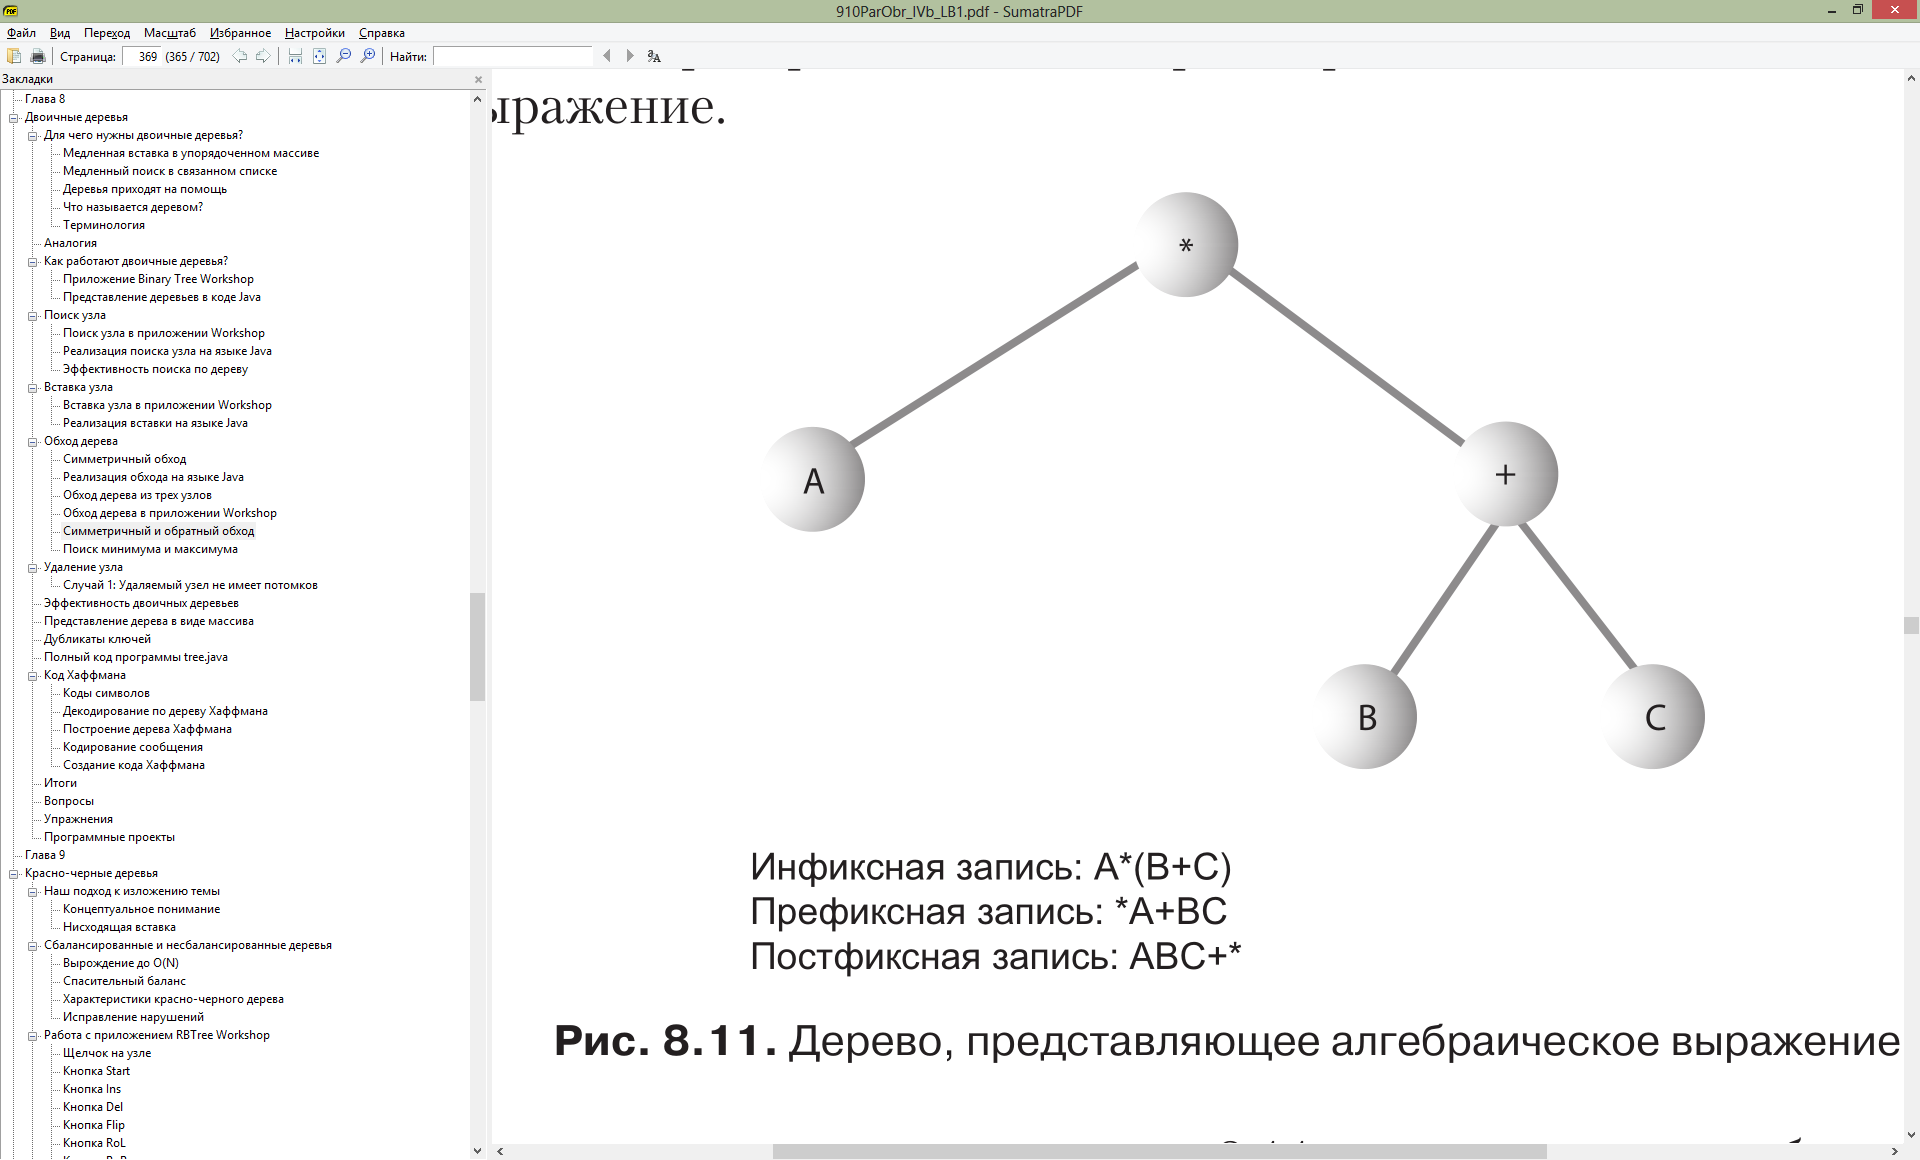 910ParObr_IVb_LB1.pdf - SumatraPDF
Файл Вид Переход Масштаб Избранное Настройки Справка
Страница: 369 (365 / 702) Найти:
Закладки
Глава 8
Двоичные деревья
Для чего нужны двоичные деревья?
Медленная вставка в упорядоченном массиве
Медленный поиск в связанном списке
Деревья приходят на помощь
Что называется деревом?
Терминология
Аналогия
Как работают двоичные деревья?
Приложение Binary Tree Workshop
Представление деревьев в коде Java
Поиск узла
Поиск узла в приложении Workshop
Реализация поиска узла на языке Java
Эффективность поиска по дереву
Вставка узла
Вставка узла в приложении Workshop
Реализация вставки на языке Java
Обход дерева
Симметричный обход
Реализация обхода на языке Java
Обход дерева из трех узлов
Обход дерева в приложении Workshop
Симметричный и обратный обход
Поиск минимума и максимума
Удаление узла
Случай 1: Удаляемый узел не имеет потомков
Эффективность двоичных деревьев
Представление дерева в виде массива
Дубликаты ключей
Полный код программы tree.java
Код Хаффмана
Коды символов
Декодирование по дереву Хаффмана
Построение дерева Хаффмана
Кодирование сообщения
Создание кода Хаффмана
Итоги
Вопросы
Упражнения
Программные проекты
Глава 9
Красно-черные деревья
Наш подход к изложению темы
Концептуальное понимание
Нисходящая вставка
Сбалансированные и несбалансированные деревья
Вырождение до O(N)
Спасительный баланс
Характеристики красно-черного дерева
Исправление нарушений
Работа с приложением RBTree Workshop
Щелчок на узле
Кнопка Start
Кнопка Ins
Кнопка Del
Кнопка Flip
Кнопка RoL
ыражение.
*
A
+
B
C
Инфиксная запись: A*(B+C)
Префиксная запись: *A+BC
Постфиксная запись: ABC+*
Рис. 8.11. Дерево, представляющее алгебраическое выражение